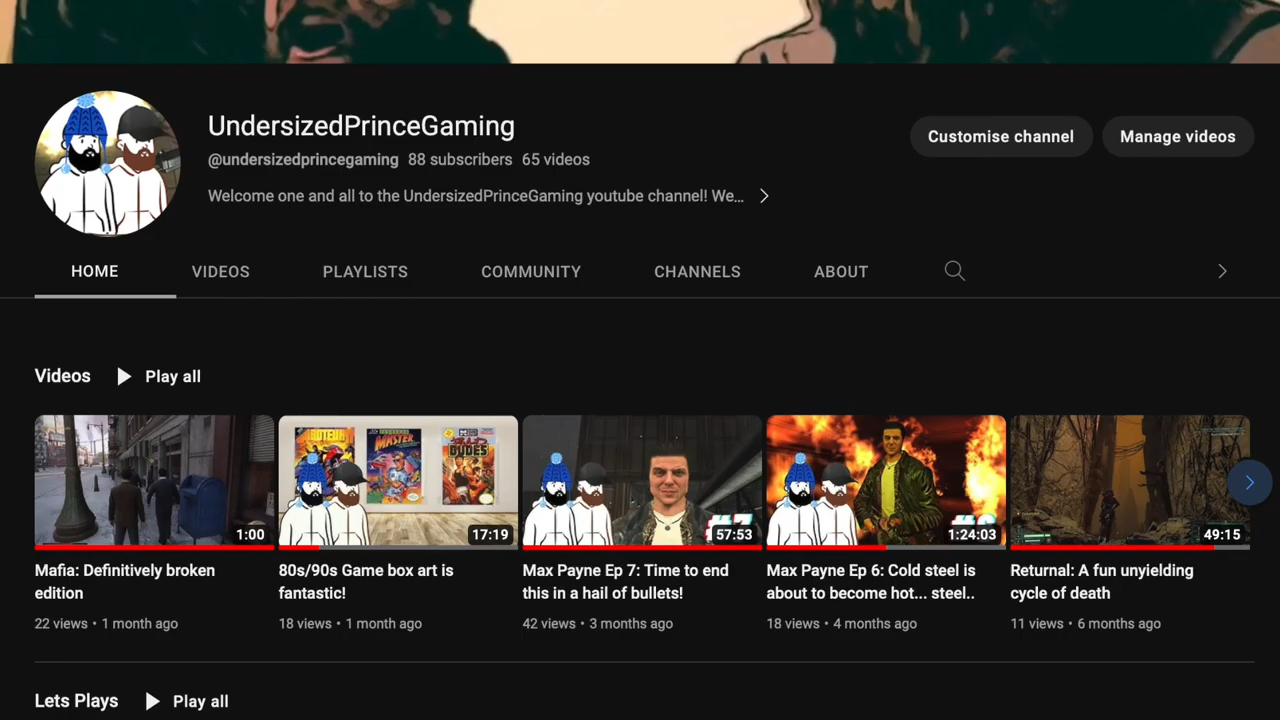 UndersizedPrinceGaming
@undersizedprincegaming 88 subscribers 65 videos
Welcome one and all to the UndersizedPrinceGaming youtube channel! We...
Customise channel
Manage videos
HOME
VIDEOS
PLAYLISTS
COMMUNITY
CHANNELS
ABOUT
Videos
Play all
MASTER
DUDES
1:00
17:19
57:53
1:24:03
49:15
Mafia: Definitively broken
edition
22 views • 1 month ago
80s/90s Game box art is
fantastic!
18 views • 1 month ago
Max Payne Ep 7: Time to end
this in a hail of bullets!
42 views • 3 months ago
Max Payne Ep 6: Cold steel is
about to become hot... steel..
18 views • 4 months ago
Returnal: A fun unyielding
cycle of death
11 views • 6 months ago
Lets Plays
Play all